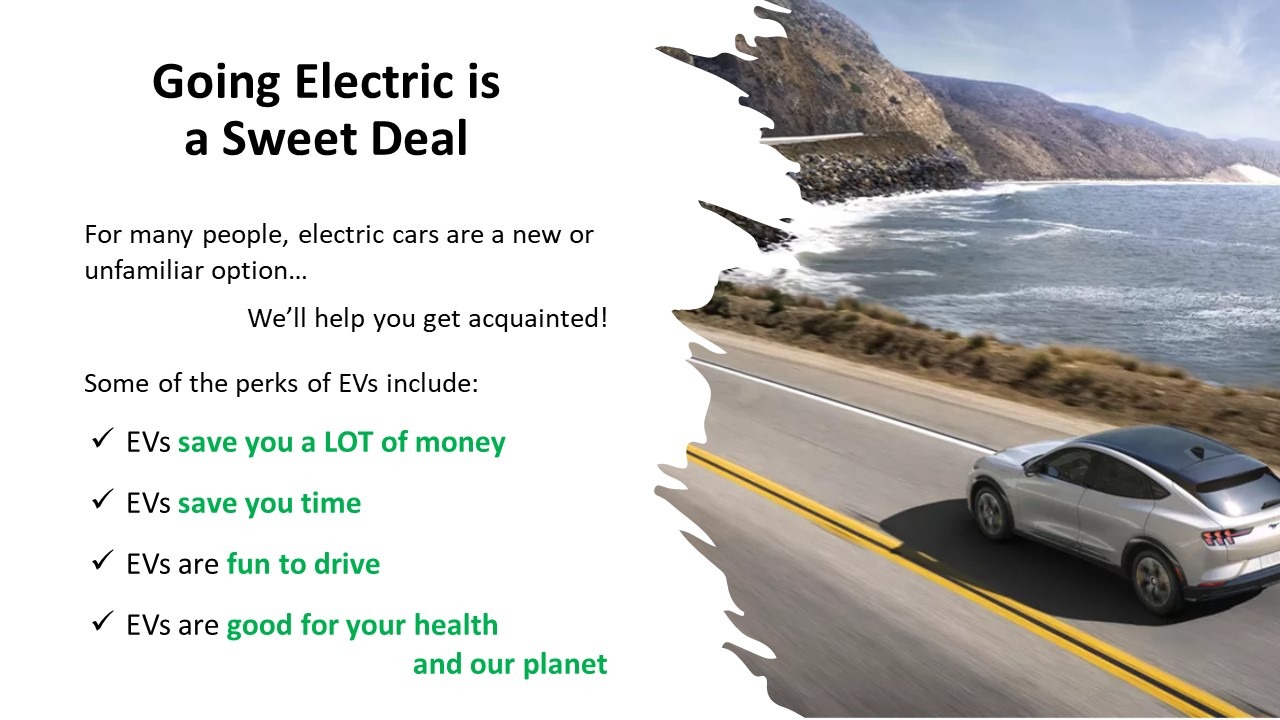 Going Electric is
a Sweet Deal
For many people, electric cars are a new or
unfamiliar option…
We’ll help you get acquainted!
Some of the perks of EVs include:
✓ EVs save you a LOT of money
✓ EVs save you time
✓ EVs are fun to drive
✓ EVs are good for your health
and our planet